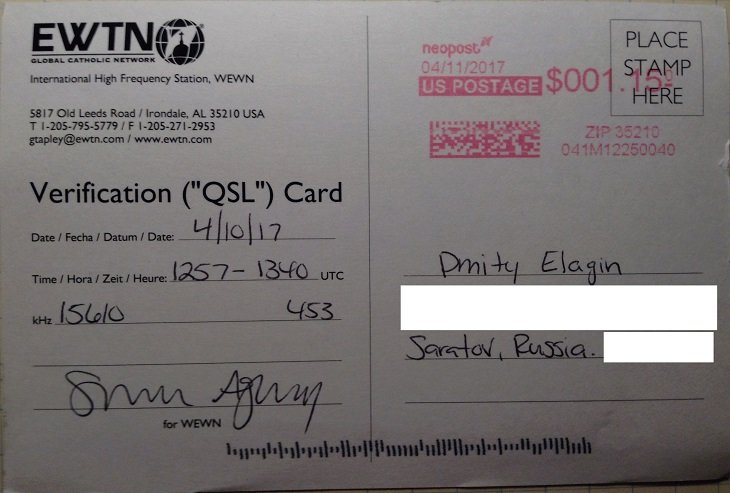 EWTN
GLOBAL CATHOLIC NETWORK
International High Frequency Station, WEWN
5817 Old Leeds Road / Irondale, AL 35210 USA
T 1-205-795-5779 / F 1-205-271-2953
gtapley@ewtn.com / www.ewtn.com
Verification ("QSL") Card
Date / Fecha / Datum / Date: 4/10/17
Time / Hora / Zeit / Heure: 1257-1340 UTC
kHz 15610 453
for WEWN
neopost
04/11/2017
US POSTAGE $001.15⁰
PLACE
STAMP
HERE
ZIP 35210
041M12250040
Dmity Elagin
Saratov, Russia.